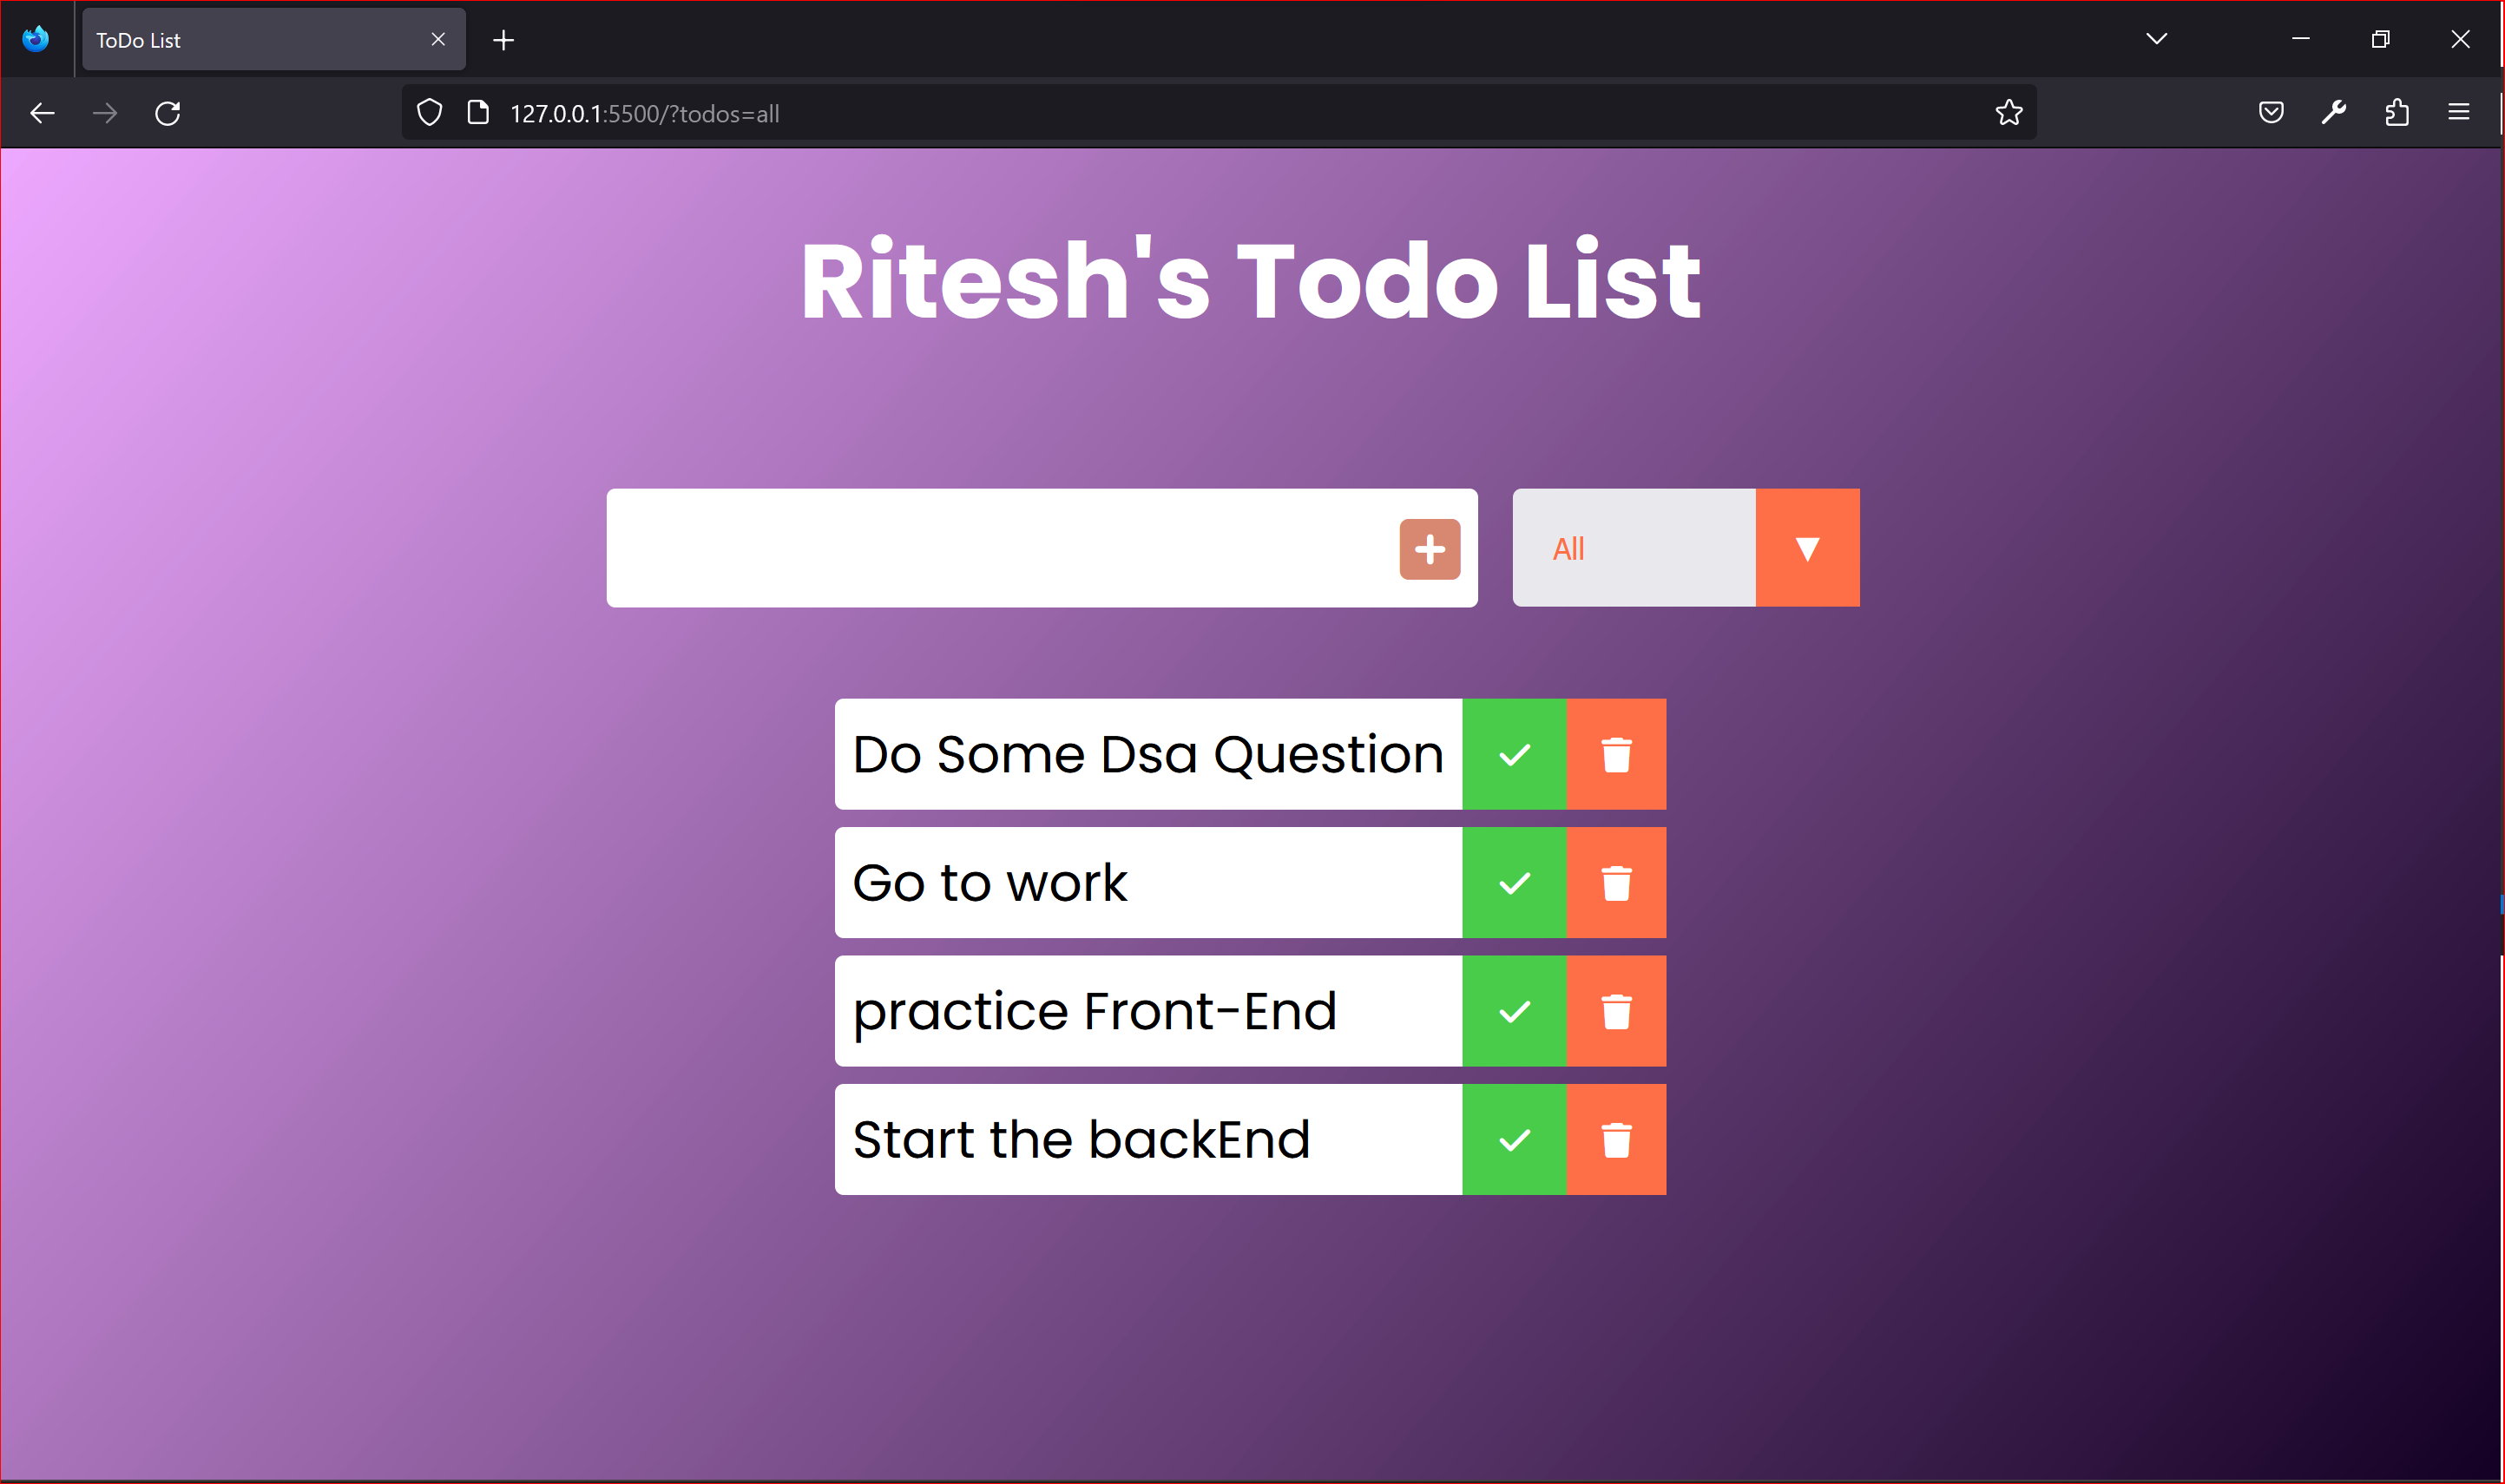 ToDo List
127.0.0.1:5500/?todos=all
Ritesh's Todo List
All
Do Some Dsa Question
Go to work
practice Front-End
Start the backEnd